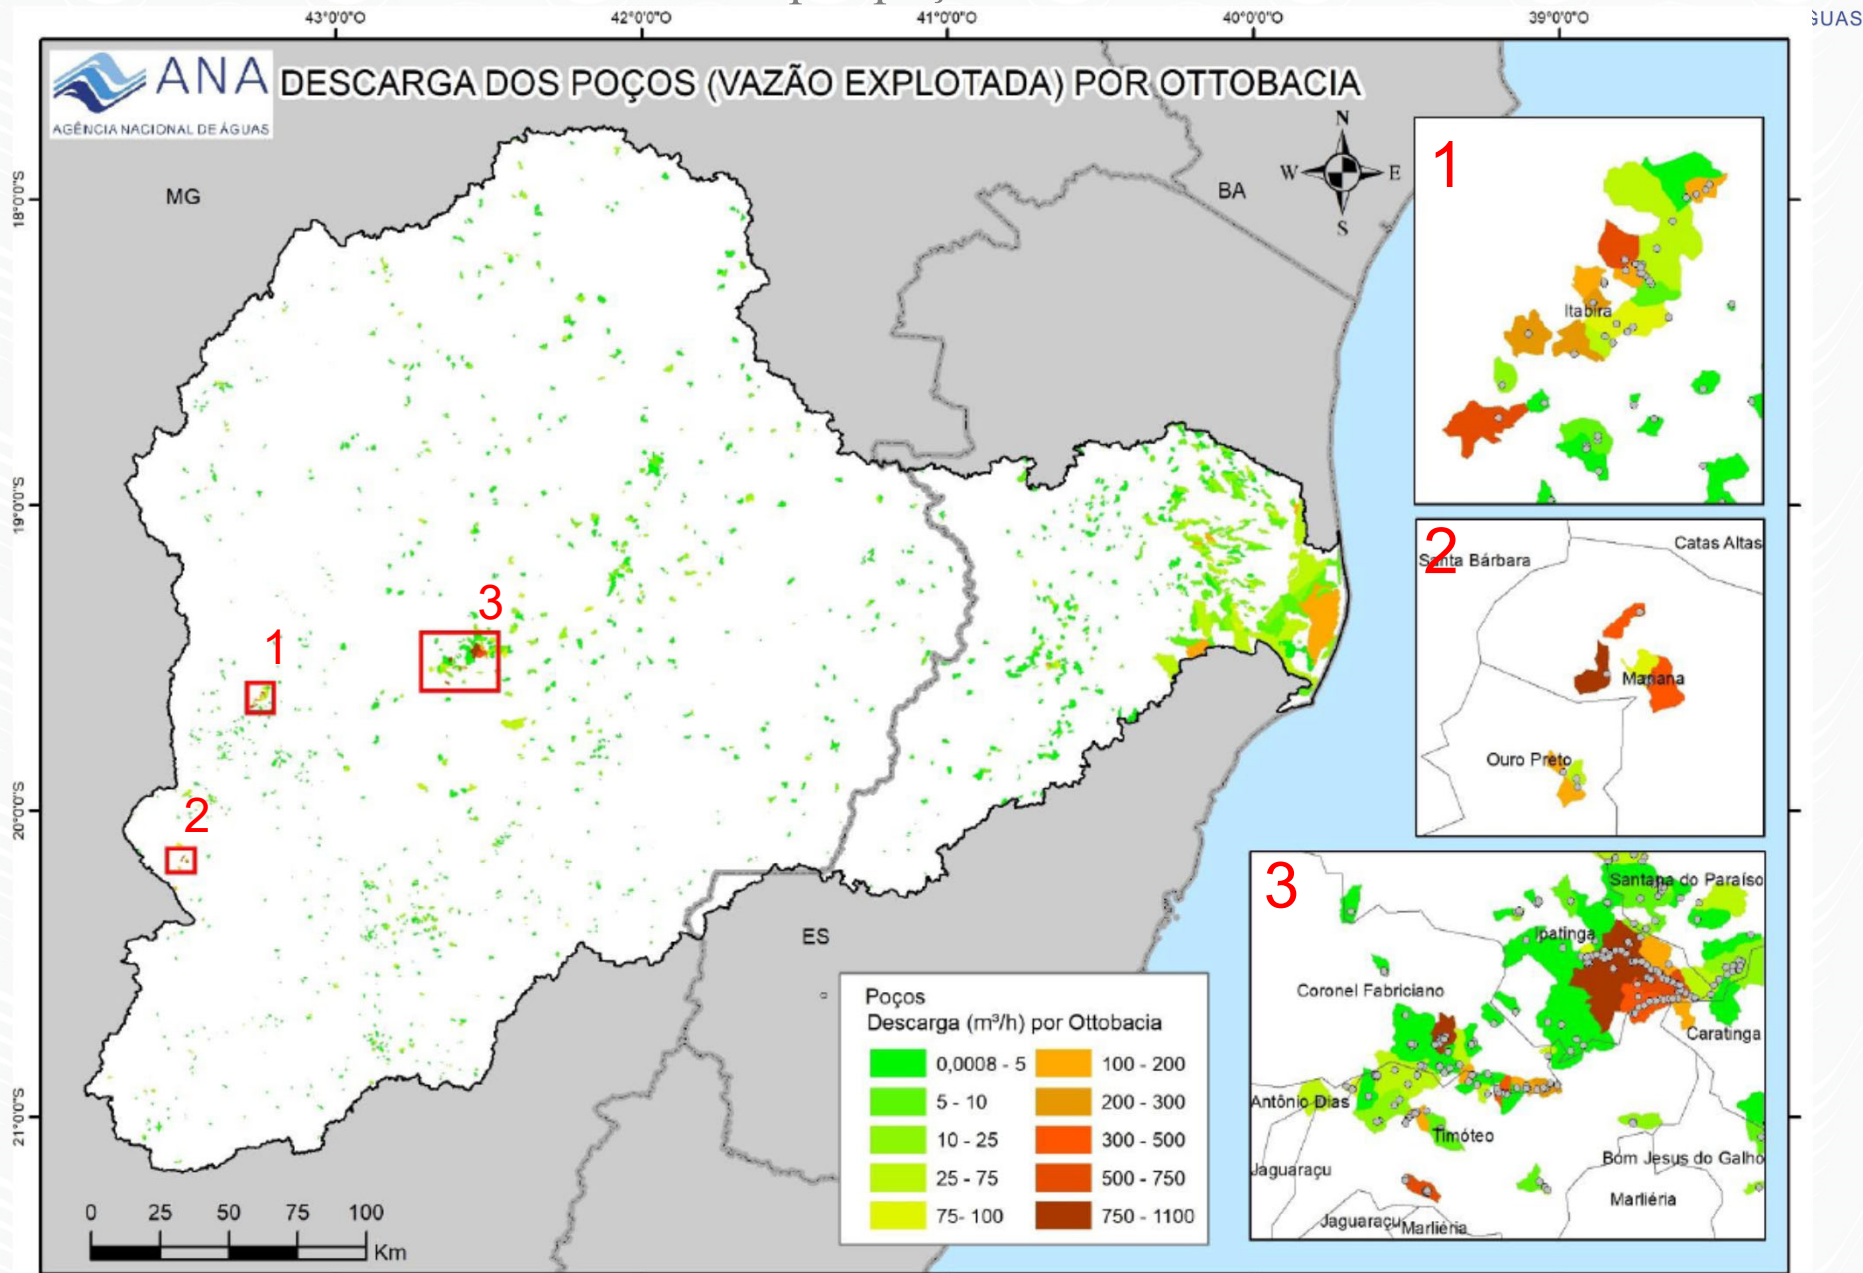 43°0'0"O
42°0'0"O
41°0'0"O
40°0'0"O
39°0'0"O
GUAS
ANA
AGÊNCIA NACIONAL DE ÁGUAS
DESCARGA DOS POÇOS (VAZÃO EXPLOTADA) POR OTTOBACIA
N
W
E
S
MG
BA
ES
18°0'0"S
19°0'0"S
20°0'0"S
21°0'0"S
1
2
3
1
Itabira
2
Santa Bárbara
Catas Altas
Mariana
Ouro Preto
3
Santana do Paraíso
Ipatinga
Coronel Fabriciano
Caratinga
Antônio Dias
Timóteo
Jaguaraçu
Bom Jesus do Galho
Marliéria
Jaguaraçu
Marliéria
Poços
Descarga (m³/h) por Ottobacia
0,0008 - 5
5 - 10
10 - 25
25 - 75
75- 100
100 - 200
200 - 300
300 - 500
500 - 750
750 - 1100
0 25 50 75 100
Km